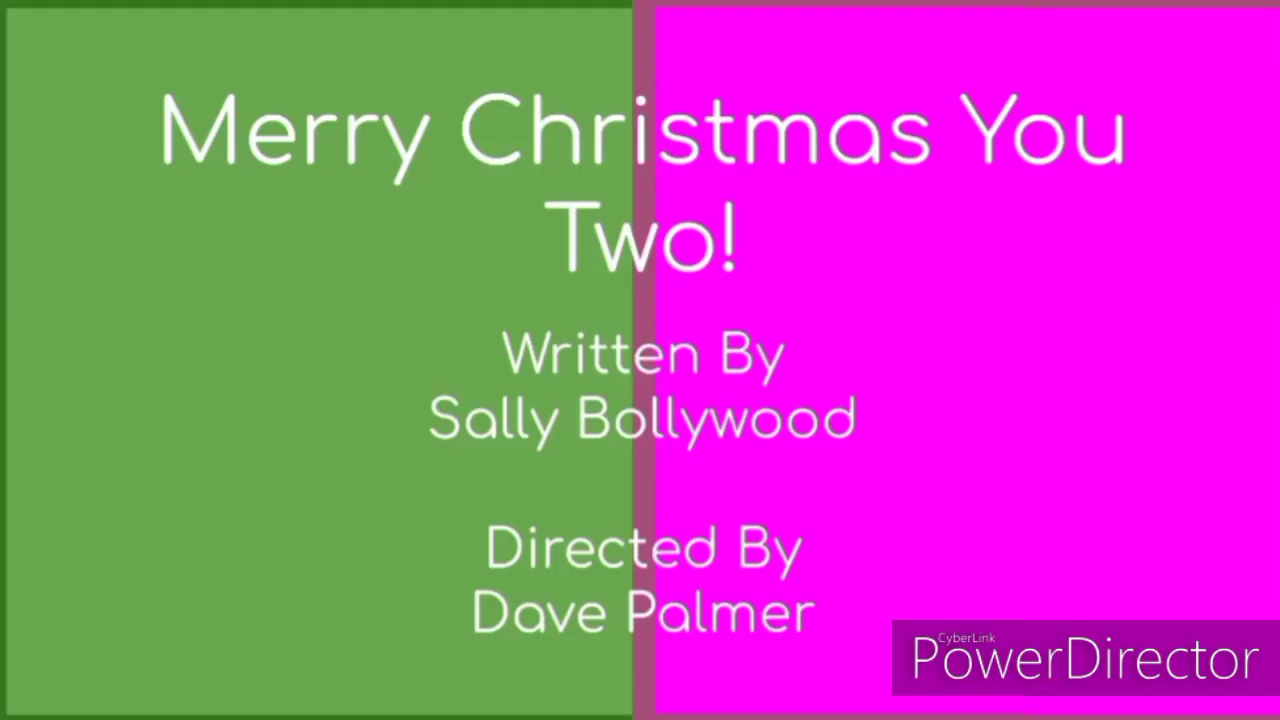 Merry Christmas You
Two!
Written By
Sally Bollywood
Directed By
Dave Palmer
CyberLink
PowerDirector